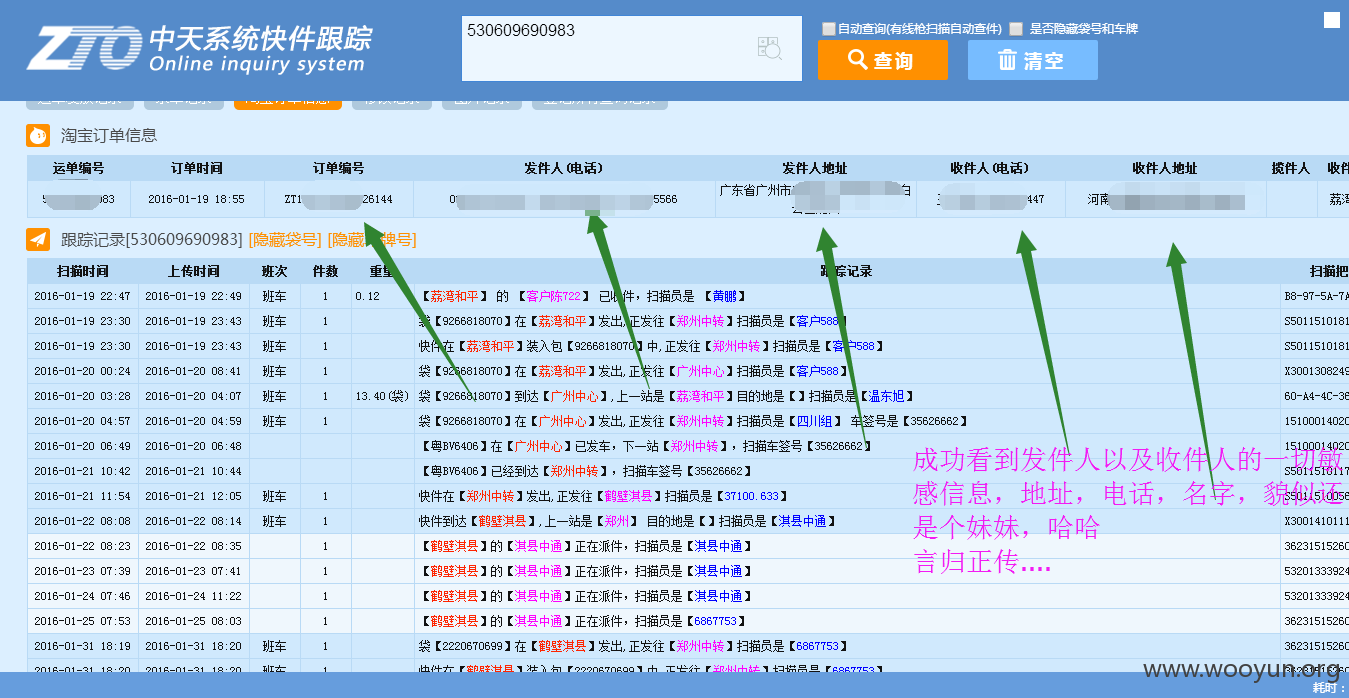 ZTO 中天系统快件跟踪
Online inquiry system
530609690983
自动查询(有线枪扫描自动查件) 是否隐藏袋号和车牌
查询 清空
淘宝订单信息
淘宝订单信息
运单编号 订单时间 订单编号 发件人(电话) 发件人地址 收件人(电话) 收件人地址 揽件人 收件
083 2016-01-19 18:55 ZT1 26144 0 5566 广东省广州市 白 447 河南 荔湾
跟踪记录[530609690983] [隐藏袋号] [隐藏 牌号]
扫描时间 上传时间 班次 件数 重量 跟踪记录 扫描把
2016-01-19 22:47 2016-01-19 22:49 班车 1 0.12 【荔湾和平】 的 【客户陈722】 已收件，扫描员是 【黄鹏】 B8-97-5A-7A
2016-01-19 23:30 2016-01-19 23:43 班车 1 袋【9266818070】在【荔湾和平】发出,正发往【郑州中转】扫描员是【客户588】 S501151018
2016-01-19 23:30 2016-01-19 23:43 班车 1 快件在【荔湾和平】装入包【9266818070】中,正发往【郑州中转】扫描员是【客户588】 S501151018
2016-01-20 00:24 2016-01-20 08:41 班车 1 袋【9266818070】在【荔湾和平】发出,正发往【广州中心】扫描员是【客户588】 X3001308249
2016-01-20 03:28 2016-01-20 04:07 班车 1 13.40(袋) 袋【9266818070】到达【广州中心】,上一站是【荔湾和平】目的地是【】扫描员是【温东旭】 60-A4-4C-36
2016-01-20 04:57 2016-01-20 04:59 班车 1 袋【9266818070】在【广州中心】发出,正发往【郑州中转】扫描员是【四川组】 车签号是【35626662】 1510001402
2016-01-20 06:49 2016-01-20 06:48 【粤BV6406】在【广州中心】已发车，下一站【郑州中转】，扫描车签号【35626662】 1510001402
2016-01-21 10:42 2016-01-21 10:44 【粤BV6406】已经到达【郑州中转】，扫描车签号【35626662】 S501151011
2016-01-21 11:54 2016-01-21 12:05 班车 1 快件在【郑州中转】发出,正发往【鹤壁淇县】扫描员是【37100.633】 S501151005
2016-01-22 08:08 2016-01-22 08:14 班车 1 快件到达【鹤壁淇县】,上一站是【郑州】 目的地是【】扫描员是【淇县中通】 X300141011
2016-01-22 08:23 2016-01-22 08:35 1 【鹤壁淇县】的【淇县中通】正在派件，扫描员是【淇县中通】 3623151526
2016-01-23 07:39 2016-01-23 07:41 1 【鹤壁淇县】的【淇县中通】正在派件，扫描员是【淇县中通】 5320133392
2016-01-24 07:46 2016-01-24 11:22 1 【鹤壁淇县】的【淇县中通】正在派件，扫描员是【淇县中通】 5320133392
2016-01-25 07:53 2016-01-25 08:03 1 【鹤壁淇县】的【淇县中通】正在派件，扫描员是【6867753】 3623151526
2016-01-31 18:19 2016-01-31 18:20 班车 1 袋【2220670699】在【鹤壁淇县】发出,正发往【郑州中转】扫描员是【6867753】 3623151526
2016-01-31 18:20 2016-01-31 18:20 班车 1 快件在【鹤壁淇县】装入包【2220670699】中,正发往【郑州中转】扫描员是【6867753】
成功看到发件人以及收件人的一切敏
感信息，地址，电话，名字，貌似还
是个妹妹，哈哈
言归正传....
www.wooyun.org
耗时：